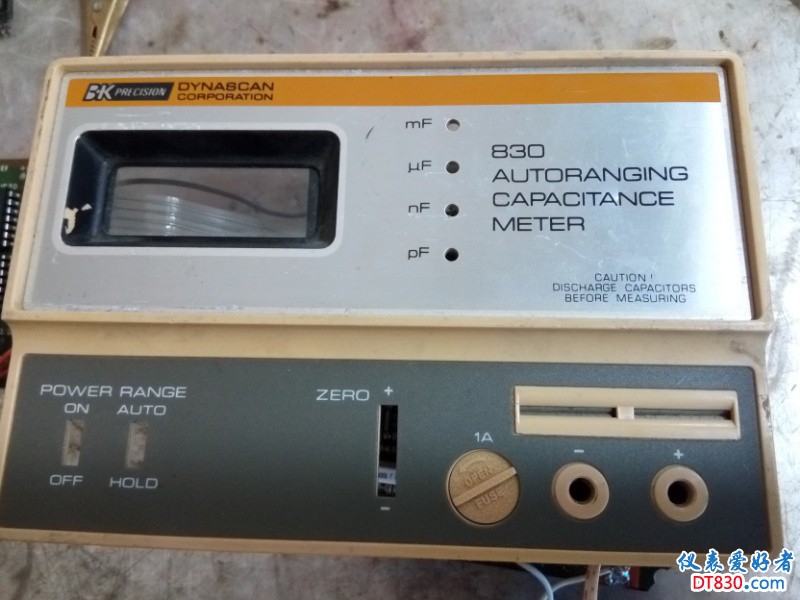 BK PRECISION DYNASCAN CORPORATION
mF
µF
nF
pF
830
AUTORANGING
CAPACITANCE
METER
CAUTION!
DISCHARGE CAPACITORS
BEFORE MEASURING
POWER RANGE
ON AUTO
OFF HOLD
ZERO + -
1A
OPEN
FUSE
- +
仪表爱好者
DT830.com